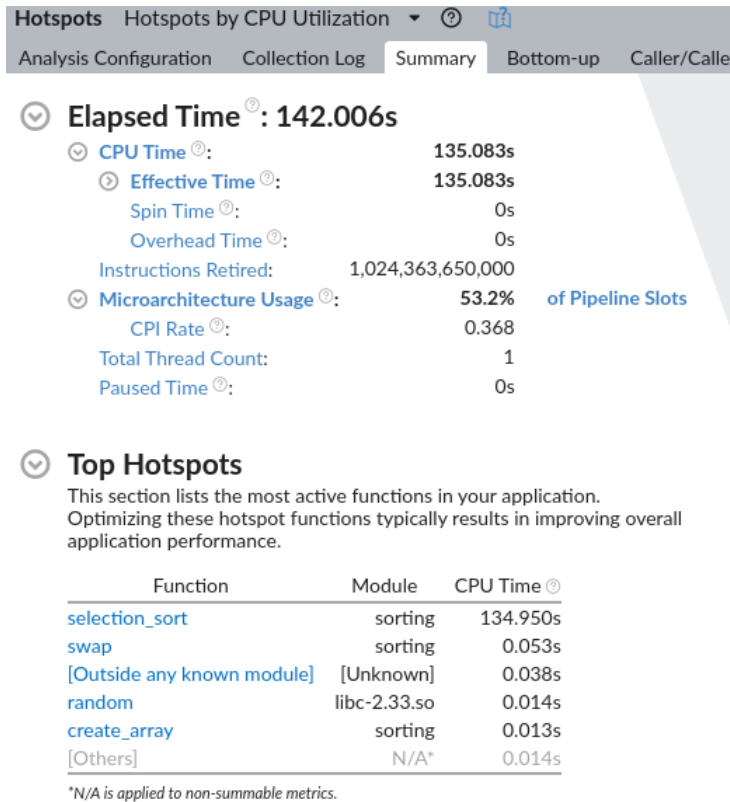 Hotspots Hotspots by CPU Utilization
Analysis Configuration Collection Log Summary Bottom-up Caller/Calle
Elapsed Time: 142.006s
CPU Time: 135.083s
Effective Time: 135.083s
Spin Time: 0s
Overhead Time: 0s
Instructions Retired: 1,024,363,650,000
Microarchitecture Usage: 53.2% of Pipeline Slots
CPI Rate: 0.368
Total Thread Count: 1
Paused Time: 0s
Top Hotspots
This section lists the most active functions in your application.
Optimizing these hotspot functions typically results in improving overall
application performance.
Function Module CPU Time
selection_sort sorting 134.950s
swap sorting 0.053s
[Outside any known module] [Unknown] 0.038s
random libc-2.33.so 0.014s
create_array sorting 0.013s
[Others] N/A* 0.014s
*N/A is applied to non-summable metrics.